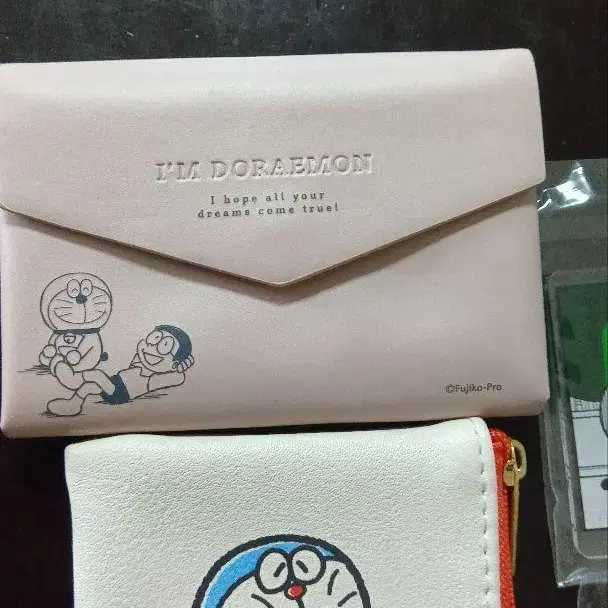 I'M DORAEMON
I hope all your
dreams come true!
©Fujiko-Pro